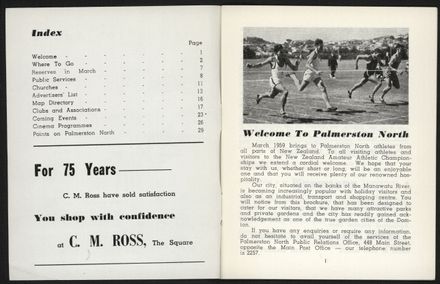 Index
Page
Welcome - 1
Where To Go - 2
Reserves in March - 7
Public Services - 8
Churches - 11
Advertisers' List - 13
Map Directory - 16
Clubs and Associations - 17
Coming Events - 23
Cinema Programmes - 26
Points on Palmerston North - 29
For 75 Years
C. M. Ross have sold satisfaction
You shop with confidence
at C. M. ROSS, The Square
Welcome To Palmerston North
March 1959 brings to Palmerston North athletes from
all parts of New Zealand. To all visiting athletes and
visitors to the New Zealand Amateur Athletic Champion-
ships we extend a cordial welcome. We hope that your
stay with us, whether short or long, will be an enjoyable
one and that you will receive plenty of our renowned hos-
pitality.
Our city, situated on the banks of the Manawatu River
is becoming increasingly popular with holiday visitors and
also as an industrial, transport and shopping centre. You
will notice from this brochure, that has been designed to
cater for our visitors, that we have many attractive parks
and private gardens and the city has readily gained ack-
nowledgement as one of the true garden cities of the Dom-
inion.
If you have any enquiries or require any information,
do not hesitate to avail yourself of the services of the
Palmerston North Public Relations Office, 448 Main Street,
opposite the Main Post Office — our telephone number
is 2257.
1